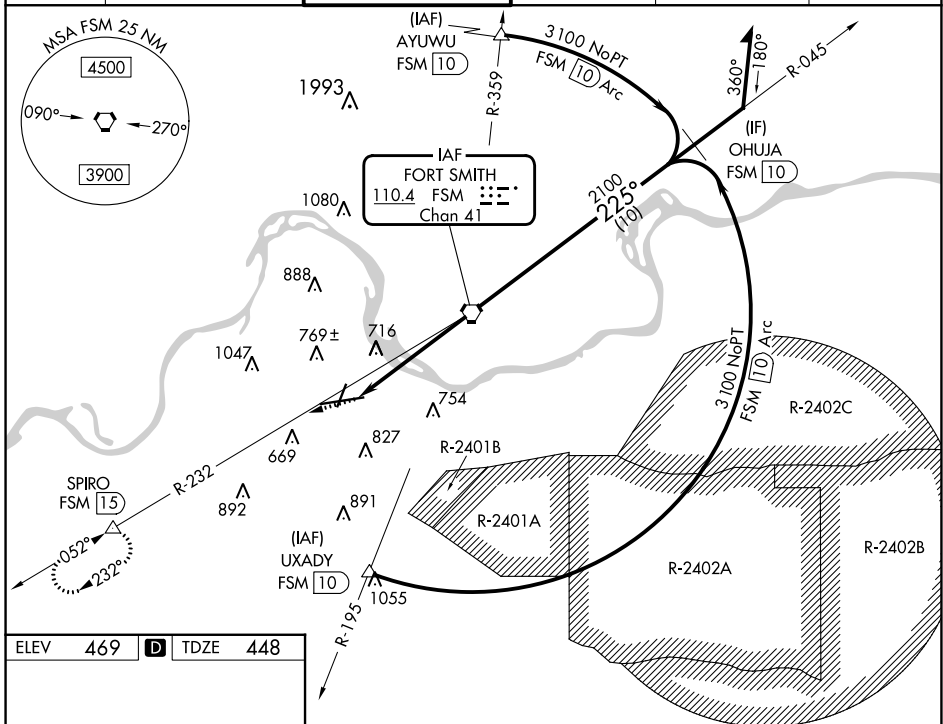 MSA FSM 25 NM
4500
090°
270°
3900
(IAF)
AYUWU
FSM 10
3100 NoPT
FSM 10 Arc
R-359
360°
180°
R-045
(IF)
OHUJA
FSM 10
1993
IAF
FORT SMITH
110.4 FSM
Chan 41
2100
225°
(10)
1080
888
769±
716
1047
754
3100 NoPT
FSM 10 Arc
R-2402C
669
827
R-2401B
R-232
SPIRO
FSM 15
892
891
R-2401A
R-2402B
052°
232°
(IAF)
UXADY
FSM 10
1055
R-2402A
R-195
ELEV 469 D TDZE 448